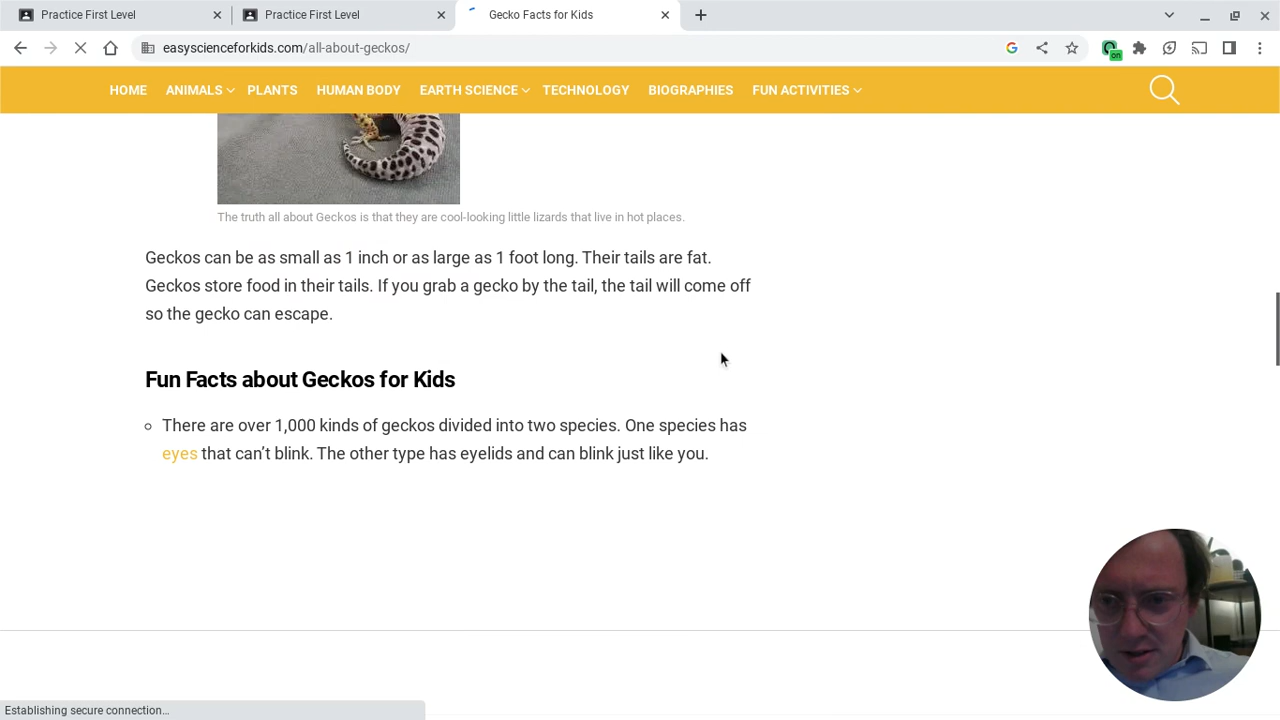 Practice First Level
Practice First Level
Gecko Facts for Kids
easyscienceforkids.com/all-about-geckos/
on
HOME ANIMALS PLANTS HUMAN BODY EARTH SCIENCE TECHNOLOGY BIOGRAPHIES FUN ACTIVITIES
The truth all about Geckos is that they are cool-looking little lizards that live in hot places.
Geckos can be as small as 1 inch or as large as 1 foot long. Their tails are fat.
Geckos store food in their tails. If you grab a gecko by the tail, the tail will come off
so the gecko can escape.
Fun Facts about Geckos for Kids
There are over 1,000 kinds of geckos divided into two species. One species has
eyes that can’t blink. The other type has eyelids and can blink just like you.
Establishing secure connection...